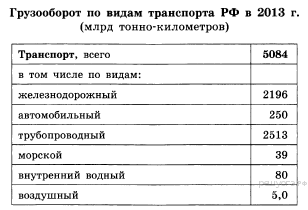 Грузооборот по видам транспорта РФ в 2013 г.
(млрд тонно-километров)
Транспорт, всего 5084
в том числе по видам:
железнодорожный 2196
автомобильный 250
трубопроводный 2513
морской 39
внутренний водный 80
воздушный 5,0